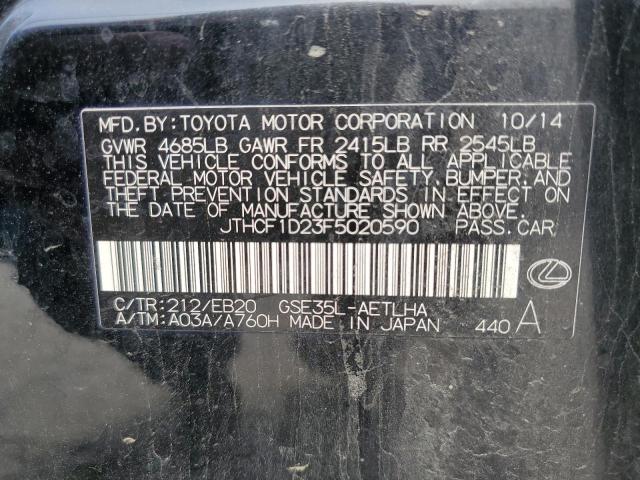 MFD.BY:TOYOTA MOTOR CORPORATION 10/14
GVWR 4685LB GAWR FR 2415LB RR 2545LB
THIS VEHICLE CONFORMS TO ALL APPLICABLE
FEDERAL MOTOR VEHICLE SAFETY,BUMPER,AND
THEFT PREVENTION STANDARDS IN EFFECT ON
THE DATE OF MANUFACTURE SHOWN ABOVE.
JTHCF1D23F5020590 PASS.CAR
C/TR:212/EB20 GSE35L-AETLHA
A/TM:A03A/A760H MADE IN JAPAN 440 A